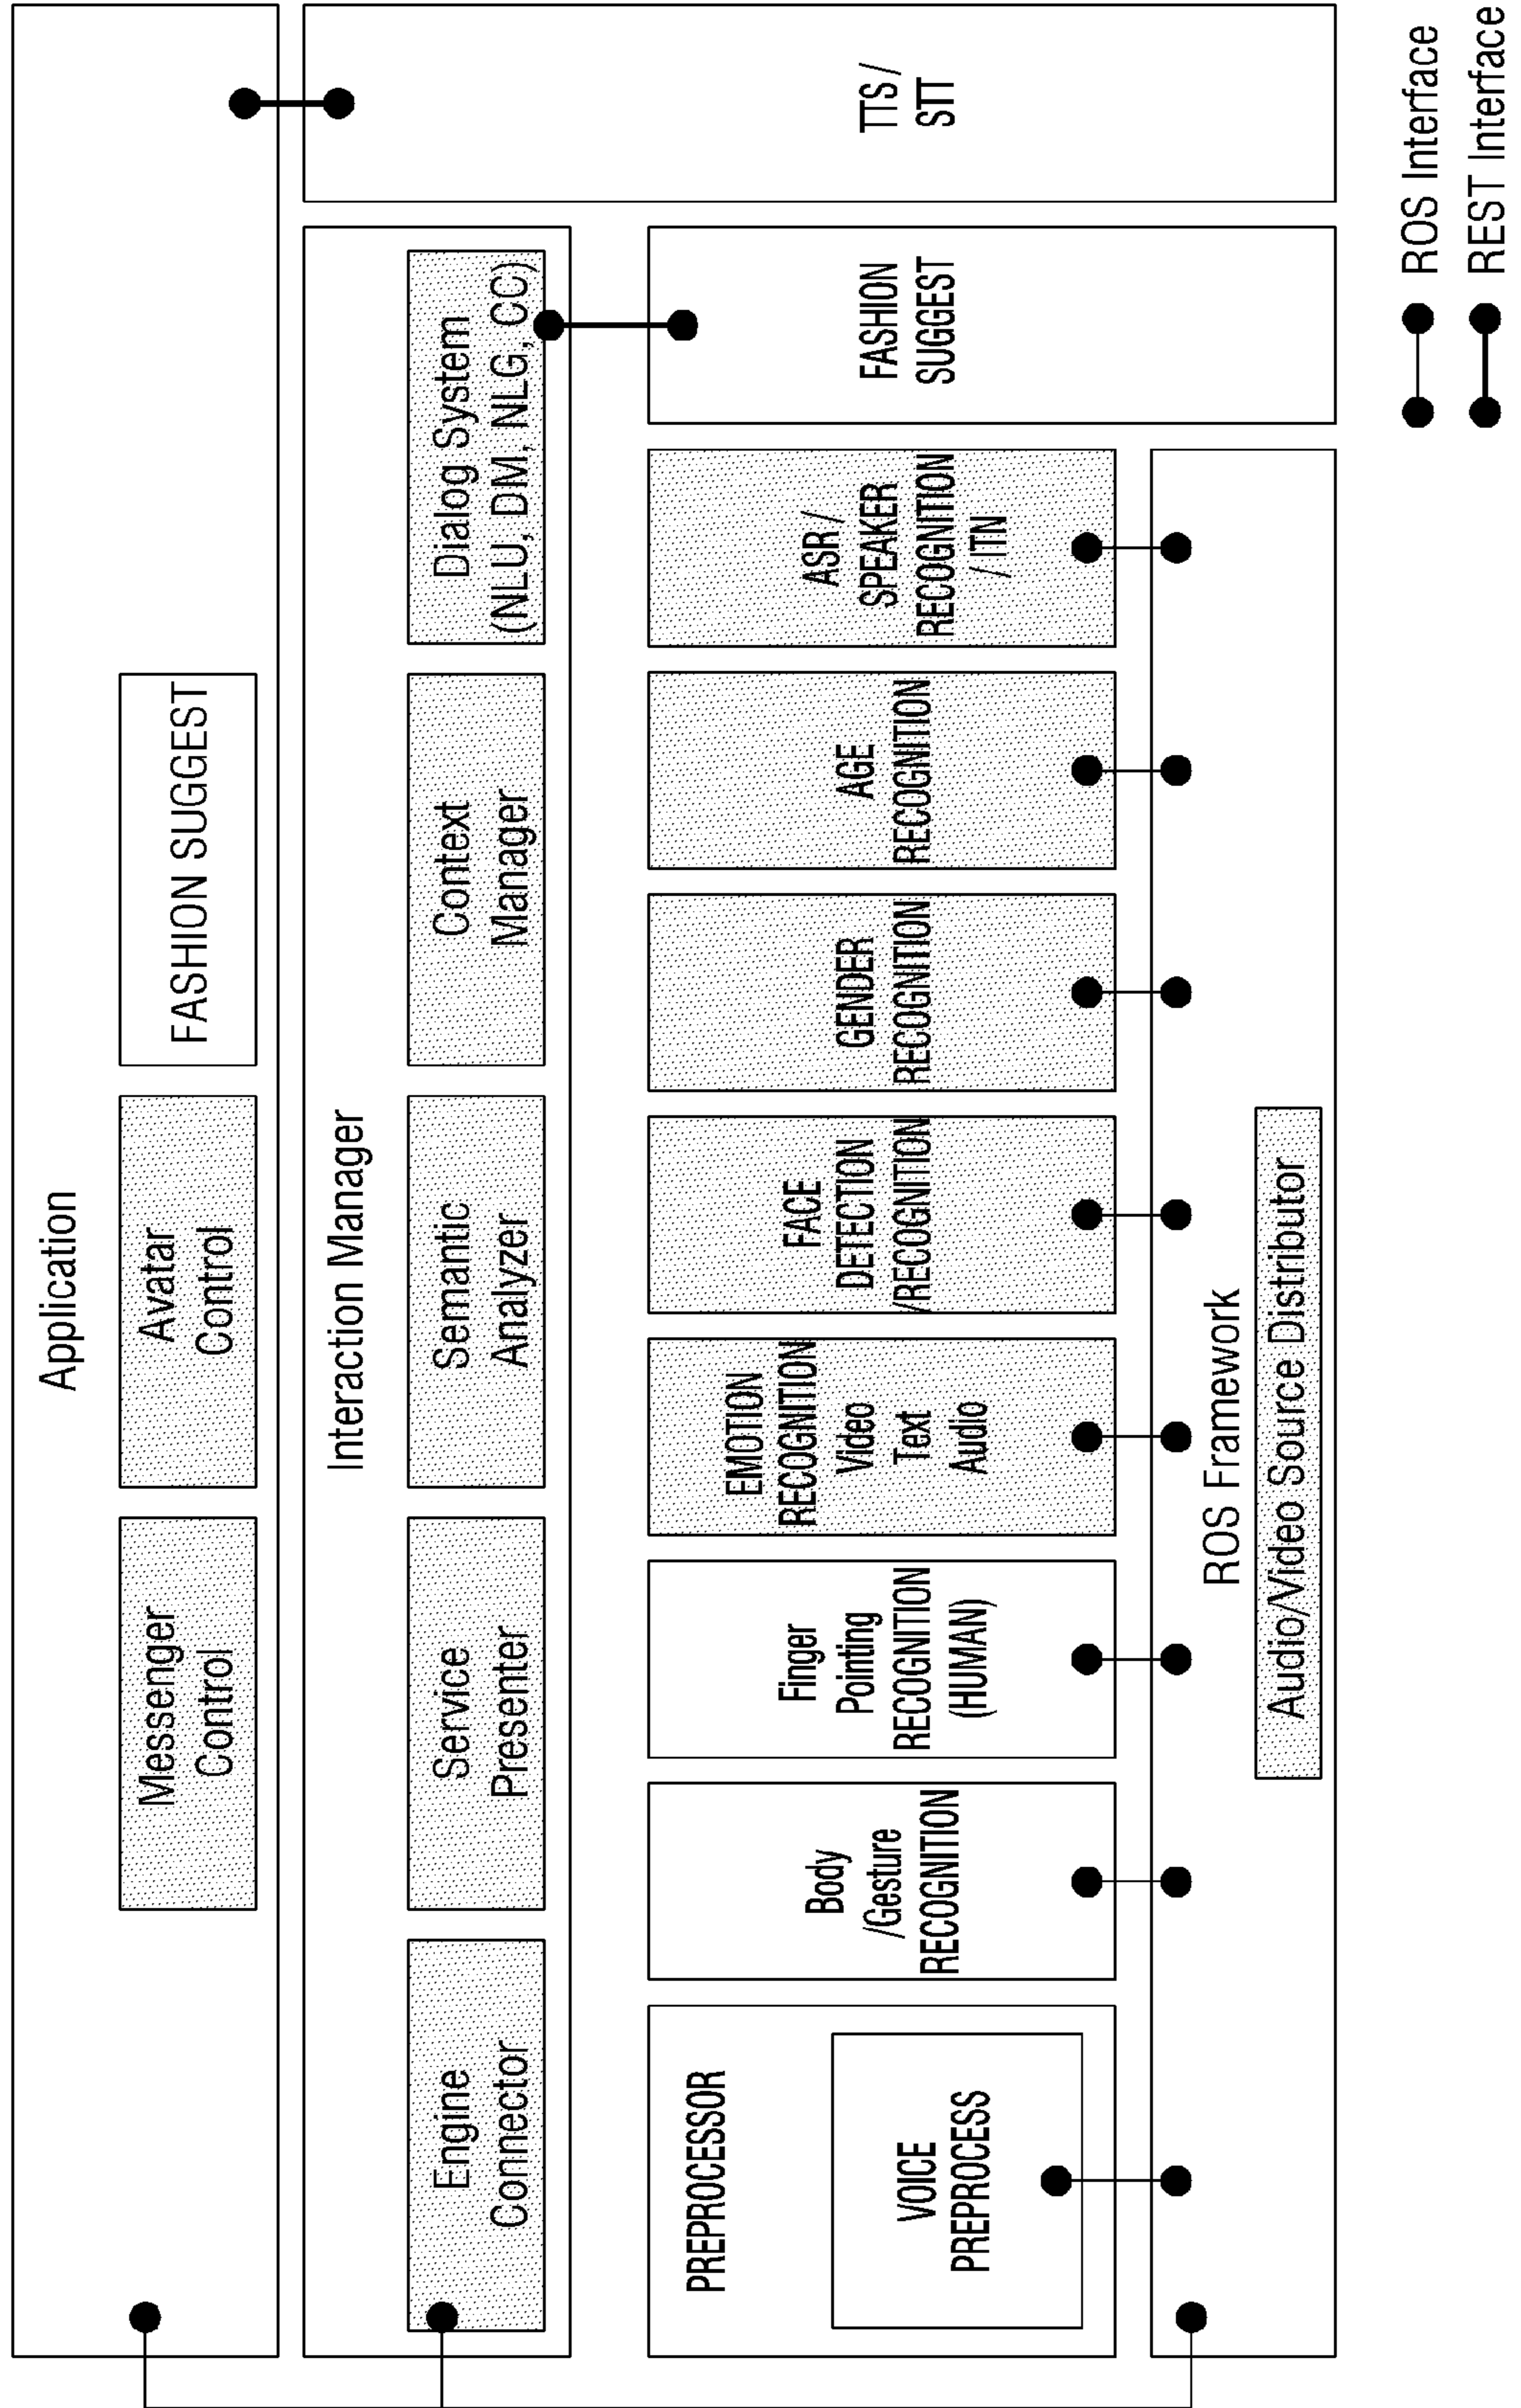 Application
Messenger
Control
Avatar
Control
FASHION SUGGEST
Interaction Manager
Engine
Connector
Service
Presenter
Semantic
Analyzer
Context
Manager
Dialog System
(NLU, DM, NLG, CC)
TTS /
STT
PREPROCESSOR
VOICE
PREPROCESS
Body
/Gesture
RECOGNITION
Finger
Pointing
RECOGNITION
(HUMAN)
EMOTION
RECOGNITION
Video
Text
Audio
FACE
DETECTION
/RECOGNITION
GENDER
RECOGNITION
AGE
RECOGNITION
ASR /
SPEAKER
RECOGNITION
/ ITN
FASHION
SUGGEST
ROS Framework
Audio/Video Source Distributor
ROS Interface
REST Interface